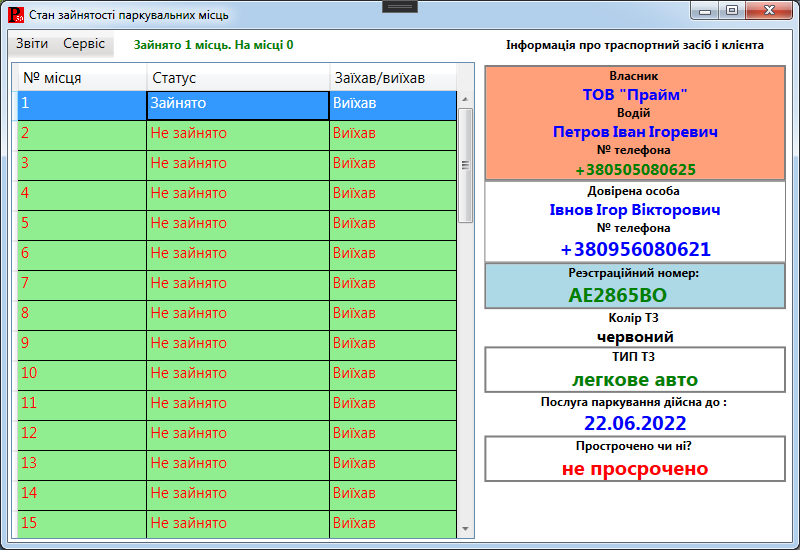 Стан зайнятості паркувальних місць
Звіти Сервіс Зайнято 1 місць. На місці 0
Інформація про траспортний засіб і клієнта
№ місця Статус Заїхав/виїхав
1 Зайнято Виїхав
2 Не зайнято Виїхав
3 Не зайнято Виїхав
4 Не зайнято Виїхав
5 Не зайнято Виїхав
6 Не зайнято Виїхав
7 Не зайнято Виїхав
8 Не зайнято Виїхав
9 Не зайнято Виїхав
10 Не зайнято Виїхав
11 Не зайнято Виїхав
12 Не зайнято Виїхав
13 Не зайнято Виїхав
14 Не зайнято Виїхав
15 Не зайнято Виїхав
Власник
ТОВ "Прайм"
Водій
Петров Іван Ігоревич
№ телефона
+380505080625
Довірена особа
Івнов Ігор Вікторович
№ телефона
+380956080621
Реэстраційний номер:
АЕ2865ВО
Колір ТЗ
червоний
ТИП ТЗ
легкове авто
Послуга паркування дійсна до :
22.06.2022
Прострочено чи ні?
не просрочено